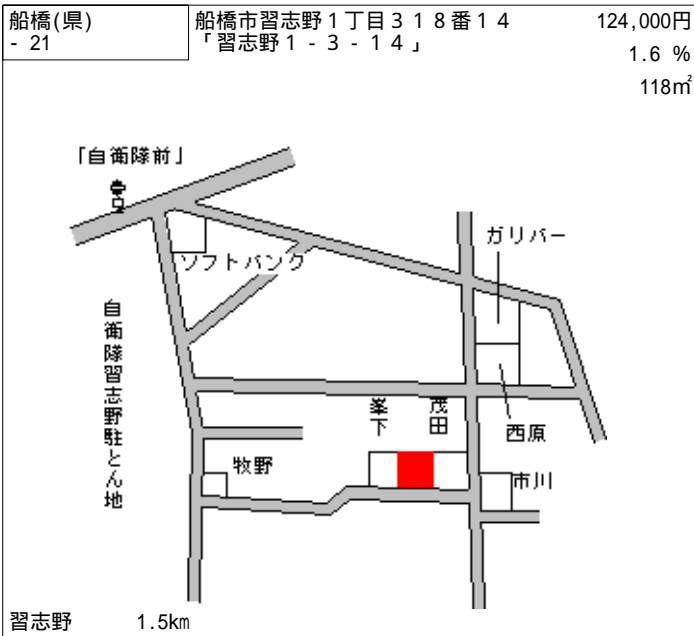 船橋(県)
- 21
船橋市習志野１丁目３１８番１４
「習志野１ - ３ - １４」
124,000円
1.6 %
118㎡
「自衛隊前」
ソフトバンク
ガリバー
自衛隊習志野駐とん地
峯下
茂田
西原
牧野
市川
習志野 1.5km